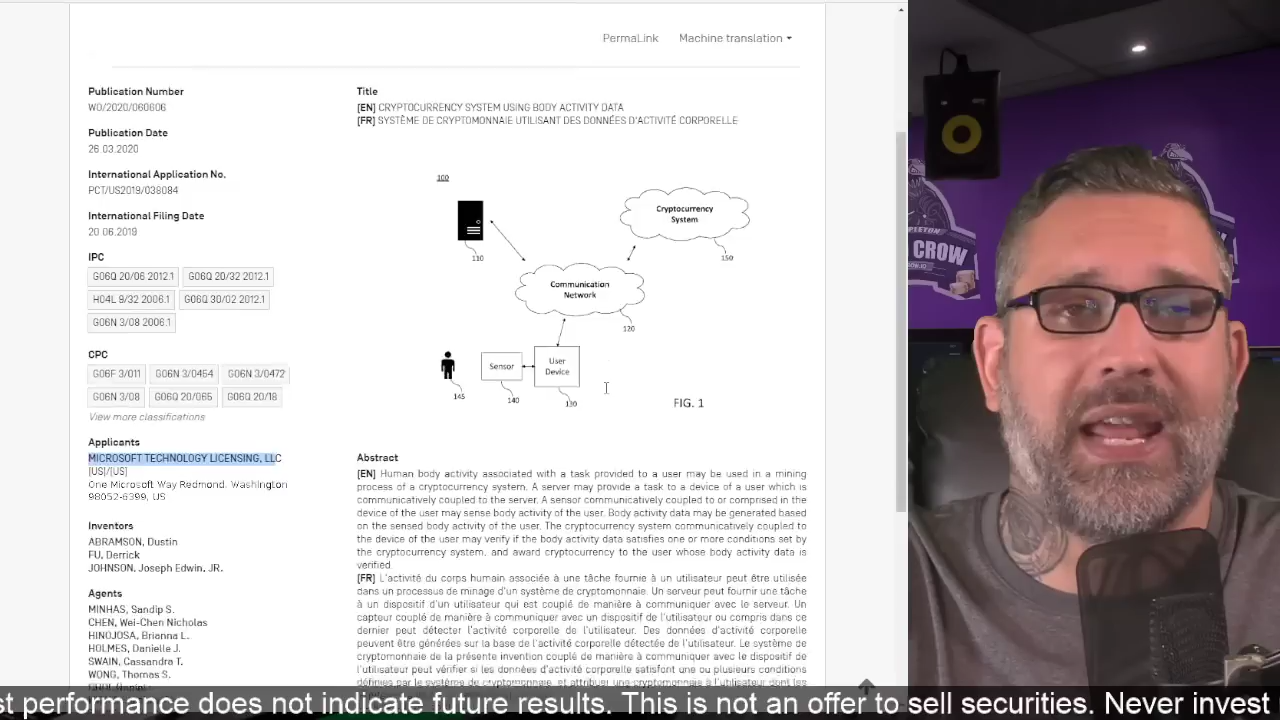 PermaLink
Machine translation
Publication Number
WO/2020/060606
Publication Date
26.03.2020
International Application No.
PCT/US2019/038084
International Filing Date
20.06.2019
IPC
G06Q 20/06 2012.1
G06Q 20/32 2012.1
H04L 9/32 2006.1
G06Q 30/02 2012.1
G06N 3/08 2006.1
CPC
G06F 3/011
G06N 3/0454
G06N 3/0472
G06N 3/08
G06Q 20/065
G06Q 20/18
View more classifications
Applicants
MICROSOFT TECHNOLOGY LICENSING, LLC
[US]/[US]
One Microsoft Way Redmond, Washington
98052-6399, US
Inventors
ABRAMSON, Dustin
FU, Derrick
JOHNSON, Joseph Edwin, JR.
Agents
MINHAS, Sandip S.
CHEN, Wei-Chen Nicholas
HINOJOSA, Brianna L.
HOLMES, Danielle J.
SWAIN, Cassandra T.
WONG, Thomas S.
Title
[EN] CRYPTOCURRENCY SYSTEM USING BODY ACTIVITY DATA
[FR] SYSTÈME DE CRYPTOMONNAIE UTILISANT DES DONNÉES D'ACTIVITÉ CORPORELLE
100
110
Cryptocurrency
System
150
Communication
Network
120
145
Sensor
140
User
Device
130
FIG. 1
Abstract
[EN] Human body activity associated with a task provided to a user may be used in a mining
process of a cryptocurrency system. A server may provide a task to a device of a user which is
communicatively coupled to the server. A sensor communicatively coupled to or comprised in the
device of the user may sense body activity of the user. Body activity data may be generated based
on the sensed body activity of the user. The cryptocurrency system communicatively coupled to
the device of the user may verify if the body activity data satisfies one or more conditions set by
the cryptocurrency system, and award cryptocurrency to the user whose body activity data is
verified.
[FR] L'activité du corps humain associée à une tâche fournie à un utilisateur peut être utilisée
dans un processus de minage d'un système de cryptomonnaie. Un serveur peut fournir une tâche
à un dispositif d'un utilisateur qui est couplé de manière à communiquer avec le serveur. Un
capteur couplé de manière à communiquer au dispositif de l'utilisateur ou compris dans ce
dernier peut détecter l'activité corporelle de l'utilisateur. Des données d'activité corporelle
peuvent être générées sur la base de l'activité corporelle détectée de l'utilisateur. Le système de
cryptomonnaie de la présente invention couplé de manière à communiquer avec le dispositif de
l'utilisateur peut vérifier si les données d'activité corporelle satisfont une ou plusieurs conditions
définies par le système de cryptomonnaie, et attribuer une cryptomonnaie à l'utilisateur dont les
CROW
st performance does not indicate future results. This is not an offer to sell securities. Never invest